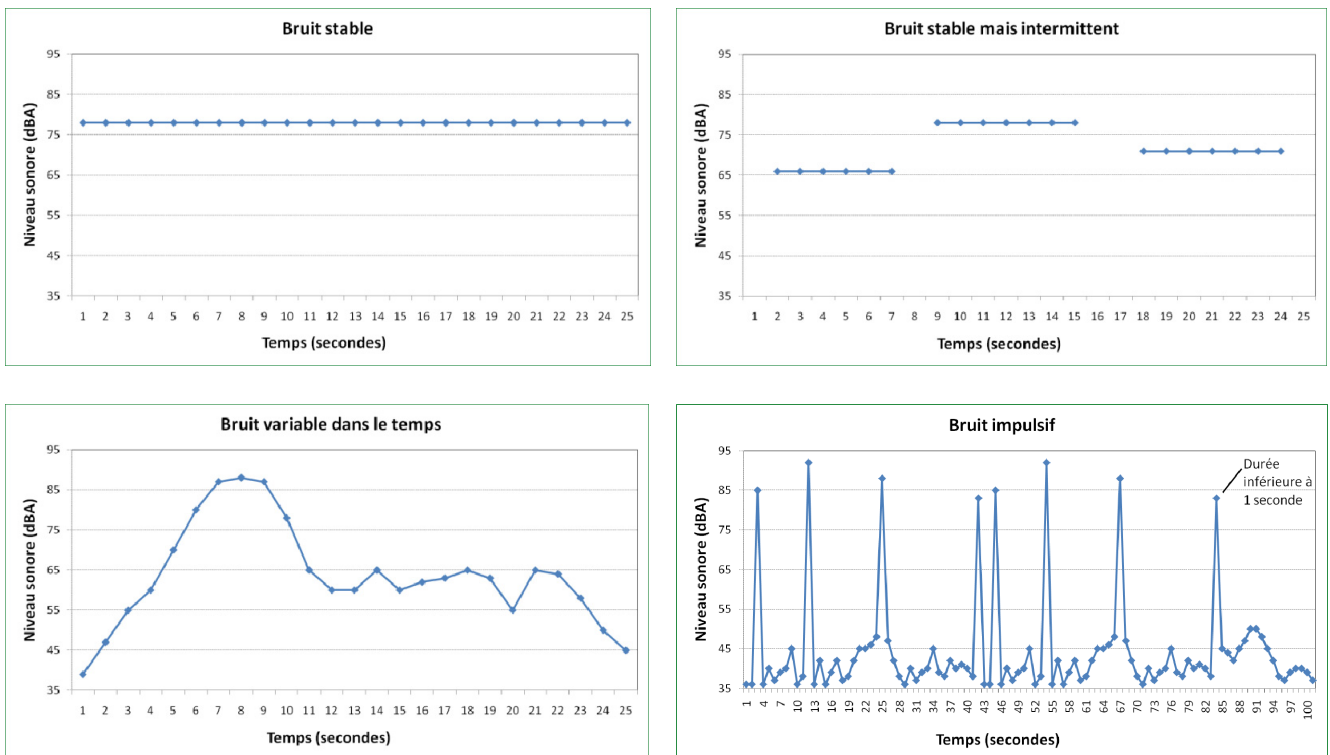 Bruit stable
Niveau sonore (dBA)
95
85
75
65
55
45
35
1 2 3 4 5 6 7 8 9 10 11 12 13 14 15 16 17 18 19 20 21 22 23 24 25
Temps (secondes)
Bruit stable mais intermittent
Niveau sonore (dBA)
95
85
75
65
55
45
35
1 2 3 4 5 6 7 8 9 10 11 12 13 14 15 16 17 18 19 20 21 22 23 24 25
Temps (secondes)
Bruit variable dans le temps
Niveau sonore (dBA)
95
85
75
65
55
45
35
1 2 3 4 5 6 7 8 9 10 11 12 13 14 15 16 17 18 19 20 21 22 23 24 25
Temps (secondes)
Bruit impulsif
Niveau sonore (dBA)
95
85
75
65
55
45
35
Durée
inférieure à
1 seconde
1 4 7 10 13 16 19 22 25 28 31 34 37 40 43 46 49 52 55 58 61 64 67 70 73 76 79 82 85 88 91 94 97 100
Temps (secondes)